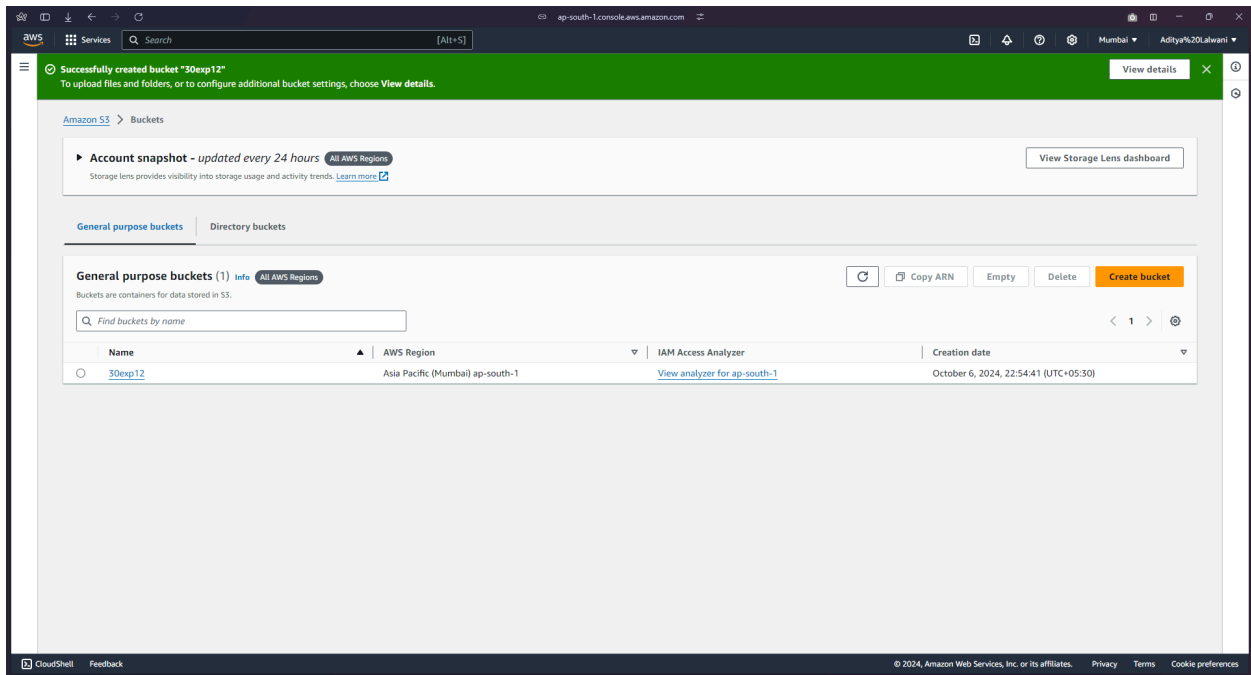 ap-south-1.console.aws.amazon.com
aws Services Search [Alt+S] Mumbai Aditya%20Lalwani
Successfully created bucket "30exp12"
To upload files and folders, or to configure additional bucket settings, choose View details.
View details
Amazon S3 > Buckets
Account snapshot - updated every 24 hours All AWS Regions
Storage lens provides visibility into storage usage and activity trends. Learn more
View Storage Lens dashboard
General purpose buckets Directory buckets
General purpose buckets (1) Info All AWS Regions
Buckets are containers for data stored in S3.
Copy ARN Empty Delete Create bucket
Find buckets by name
1
Name AWS Region IAM Access Analyzer Creation date
30exp12 Asia Pacific (Mumbai) ap-south-1 View analyzer for ap-south-1 October 6, 2024, 22:54:41 (UTC+05:30)
CloudShell Feedback © 2024, Amazon Web Services, Inc. or its affiliates. Privacy Terms Cookie preferences